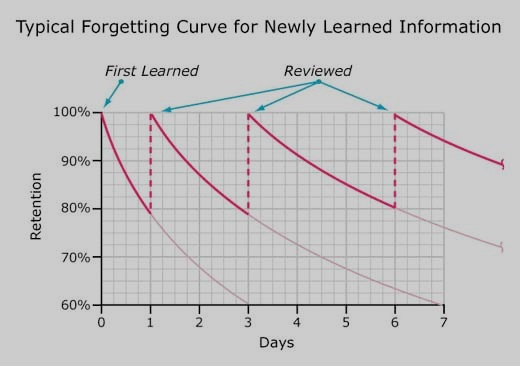 Typical Forgetting Curve for Newly Learned Information
First Learned
Reviewed
100%
90%
80%
70%
60%
Retention
0 1 2 3 4 5 6 7
Days